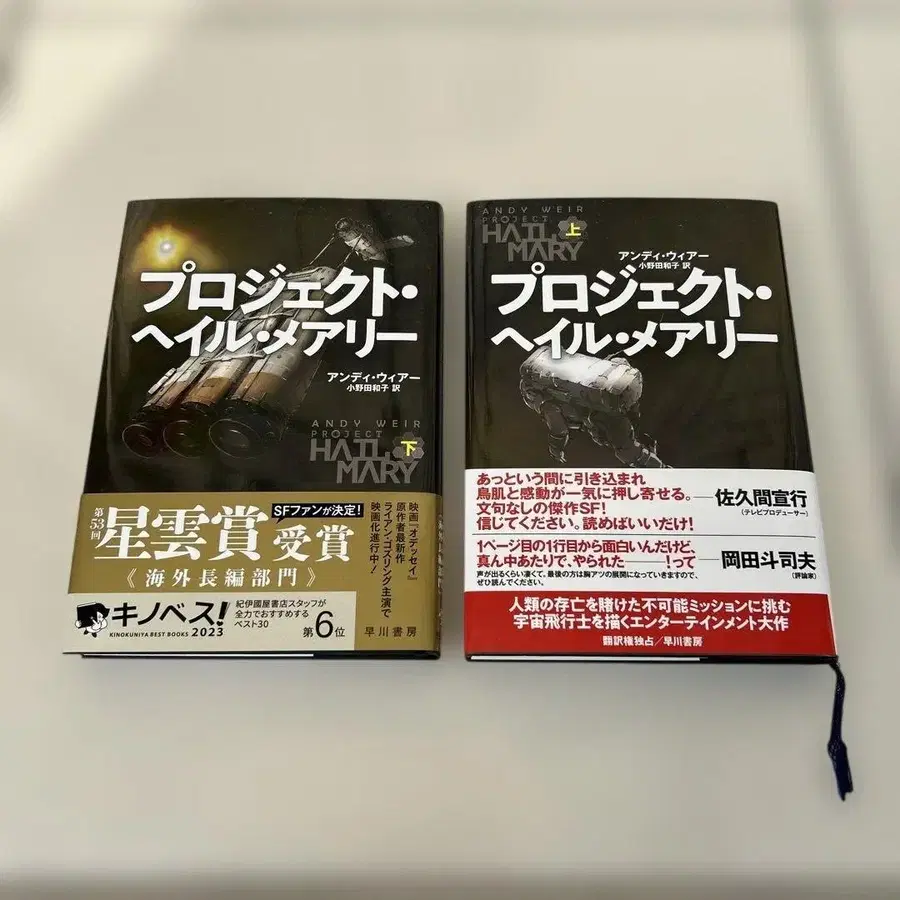 プロジェクト・
ヘイル・メアリー
アンディ・ウィアー
小野田和子 訳
ANDY WEIR
PROJECT
HAIL
MARY
下
第53回
星雲賞
SFファンが決定!
受賞
《海外長編部門》
映画『オデッセイ』
原作者最新作
ライアン・ゴズリング主演で
映画化進行中!
キノベス!
KINOKUNIYA BEST BOOKS 2023
紀伊國屋書店スタッフが
全力でおすすめする
ベスト30
第6位
早川書房
ANDY WEIR
PROJECT
HAIL
MARY
上
アンディ・ウィアー
小野田和子 訳
プロジェクト・
ヘイル・メアリー
あっという間に引き込まれ
鳥肌と感動が一気に押し寄せる。
文句なしの傑作SF!
信じてください。読めばいいだけ!
佐久間宣行
(テレビプロデューサー)
1ページ目の1行目から面白いんだけど、
真ん中あたりで、やられた——!って
声が出るくらい凄くて、最後の方は胸アツの展開になっていきますので、
ぜひ読んでください。
岡田斗司夫
(評論家)
人類の存亡を賭けた不可能ミッションに挑む
宇宙飛行士を描くエンターテインメント大作
翻訳権独占/早川書房